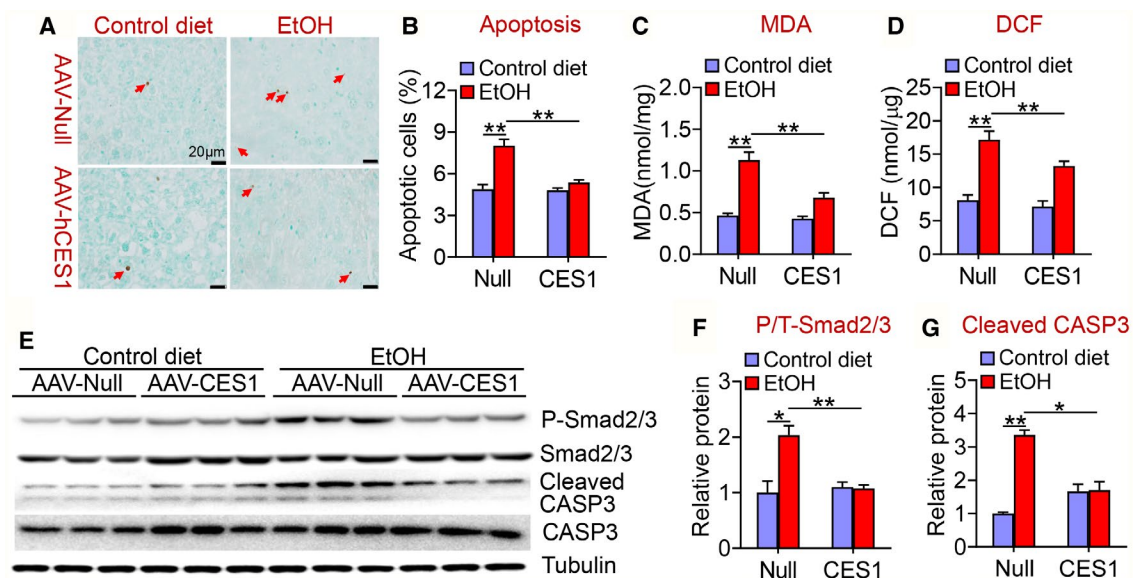 A
Control diet
EtOH
AAV-Null
AAV-hCES1
20μm
B
Apoptosis
Control diet
EtOH
Apoptotic cells (%)
12
9
6
3
0
**
**
Null
CES1
C
MDA
Control diet
EtOH
MDA(nmol/mg)
2.0
1.5
1.0
0.5
0.0
**
**
Null
CES1
D
DCF
Control diet
EtOH
DCF (nmol/μg)
25
20
15
10
5
0
**
**
Null
CES1
E
Control diet
EtOH
AAV-Null
AAV-CES1
AAV-Null
AAV-CES1
P-Smad2/3
Smad2/3
Cleaved
CASP3
CASP3
Tubulin
F
P/T-Smad2/3
Control diet
EtOH
Relative protein
3
2
1
0
*
**
Null
CES1
G
Cleaved CASP3
Control diet
EtOH
Relative protein
5
4
3
2
1
0
**
*
Null
CES1